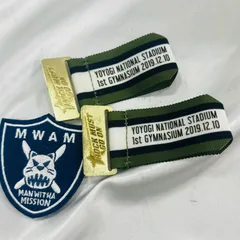 YOYOGI NATIONAL STADIUM
1st GYMNASIUM 2019.12.10
ROCK MUST
GO ON
YOYOGI NATIONAL STADIUM
1st GYMNASIUM 2019.12.10
MWAM
MAN WITH A
MISSION